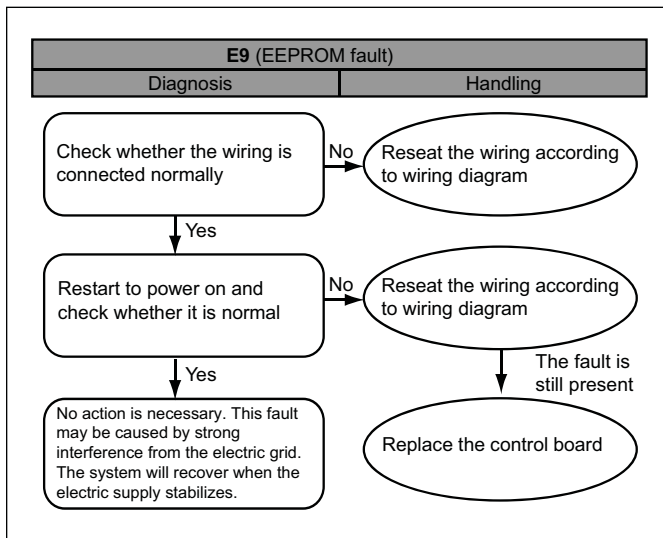 E9 (EEPROM fault)
Diagnosis
Handling
Check whether the wiring is
connected normally
No
Reseat the wiring according
to wiring diagram
Yes
Restart to power on and
check whether it is normal
No
Reseat the wiring according
to wiring diagram
Yes
The fault is
still present
No action is necessary. This fault
may be caused by strong
interference from the electric grid.
The system will recover when the
electric supply stabilizes.
Replace the control board